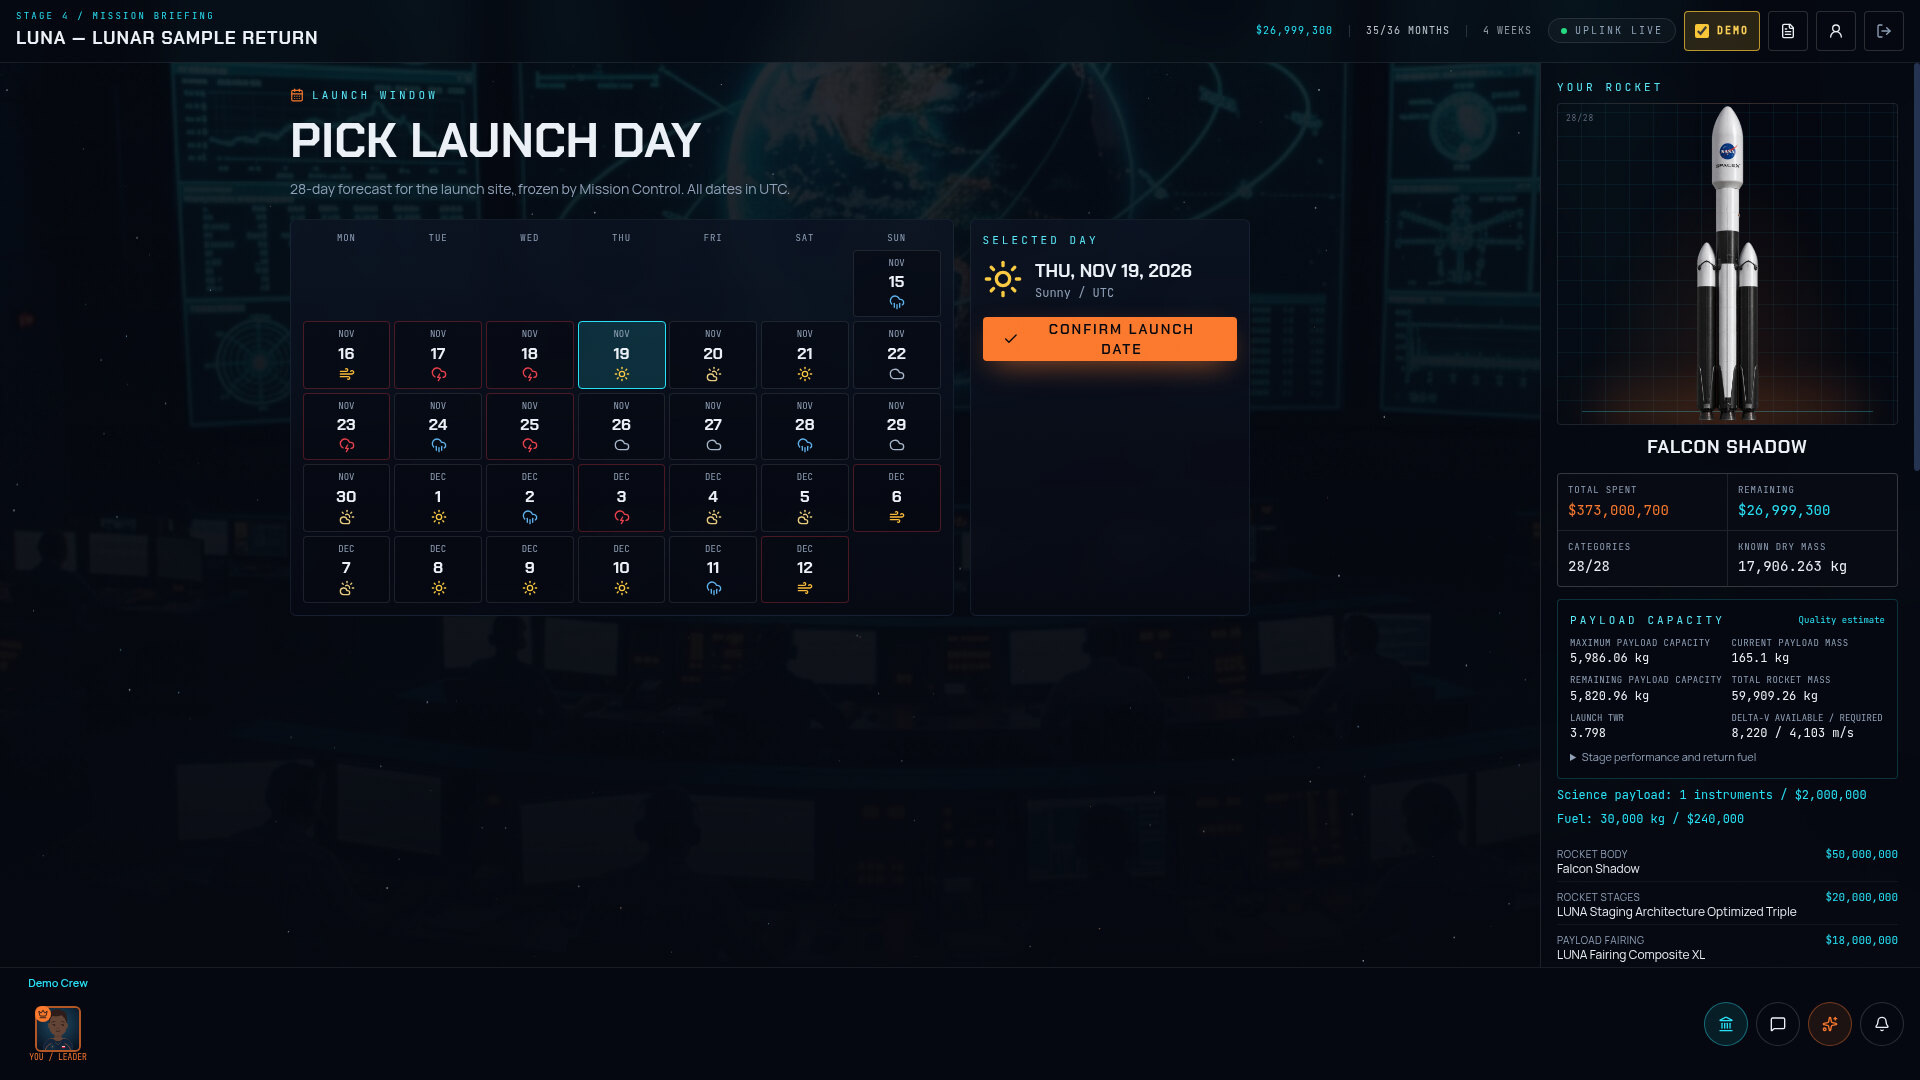 STAGE 4 / MISSION BRIEFING
LUNA — LUNAR SAMPLE RETURN
$26,999,300
35/36 MONTHS
4 WEEKS
UPLINK LIVE
DEMO
LAUNCH WINDOW
PICK LAUNCH DAY
28-day forecast for the launch site, frozen by Mission Control. All dates in UTC.
MON TUE WED THU FRI SAT SUN
NOV
15
NOV NOV NOV NOV NOV NOV NOV
16 17 18 19 20 21 22
NOV NOV NOV NOV NOV NOV NOV
23 24 25 26 27 28 29
NOV DEC DEC DEC DEC DEC DEC
30 1 2 3 4 5 6
DEC DEC DEC DEC DEC DEC
7 8 9 10 11 12
SELECTED DAY
THU, NOV 19, 2026
Sunny / UTC
CONFIRM LAUNCH
DATE
YOUR ROCKET
28/28
NASA
FALCON SHADOW
TOTAL SPENT
$373,000,700
REMAINING
$26,999,300
CATEGORIES
28/28
KNOWN DRY MASS
17,906.263 kg
PAYLOAD CAPACITY
Quality estimate
MAXIMUM PAYLOAD CAPACITY
5,986.06 kg
CURRENT PAYLOAD MASS
165.1 kg
REMAINING PAYLOAD CAPACITY
5,820.96 kg
TOTAL ROCKET MASS
59,909.26 kg
LAUNCH TWR
3.798
DELTA-V AVAILABLE / REQUIRED
8,220 / 4,103 m/s
Stage performance and return fuel
Science payload: 1 instruments / $2,000,000
Fuel: 30,000 kg / $240,000
ROCKET BODY
Falcon Shadow
$50,000,000
ROCKET STAGES
LUNA Staging Architecture Optimized Triple
$20,000,000
PAYLOAD FAIRING
LUNA Fairing Composite XL
$18,000,000
Demo Crew
YOU / LEADER